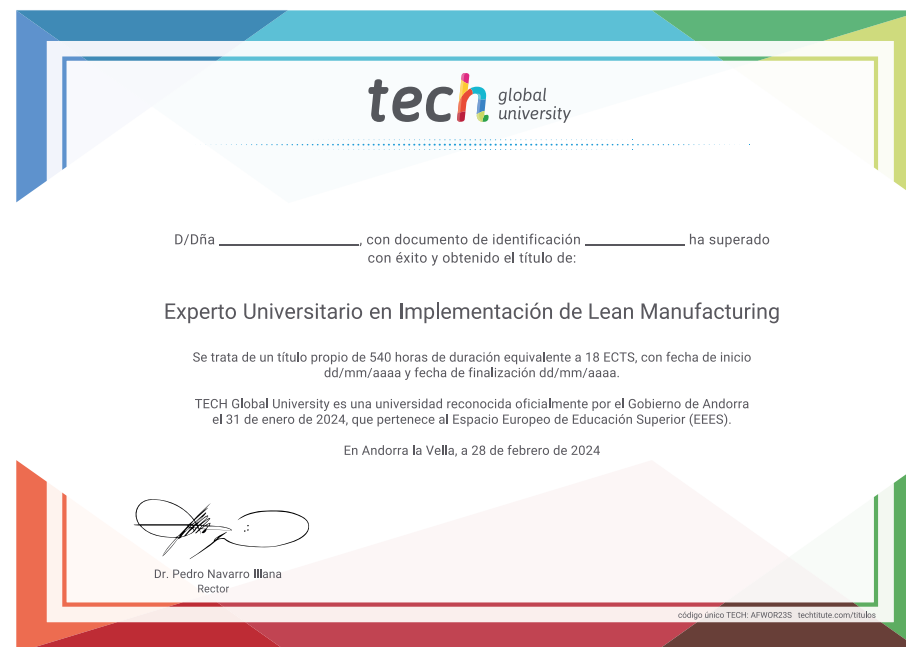 tech global university
D/Dña ____________________, con documento de identificación ______________ ha superado
con éxito y obtenido el título de:
Experto Universitario en Implementación de Lean Manufacturing
Se trata de un título propio de 540 horas de duración equivalente a 18 ECTS, con fecha de inicio
dd/mm/aaaa y fecha de finalización dd/mm/aaaa.
TECH Global University es una universidad reconocida oficialmente por el Gobierno de Andorra
el 31 de enero de 2024, que pertenece al Espacio Europeo de Educación Superior (EEES).
En Andorra la Vella, a 28 de febrero de 2024
Dr. Pedro Navarro Illana
Rector
código único TECH: AFWOR23S techtitute.com/titulos